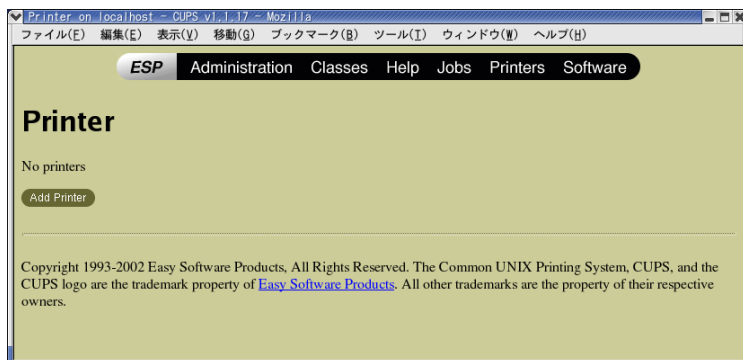 Printer on localhost - CUPS v1.1.17 - Mozilla
ファイル(F) 編集(E) 表示(V) 移動(G) ブックマーク(B) ツール(T) ウィンドウ(W) ヘルプ(H)
ESP Administration Classes Help Jobs Printers Software
Printer
No printers
Add Printer
Copyright 1993-2002 Easy Software Products, All Rights Reserved. The Common UNIX Printing System, CUPS, and the
CUPS logo are the trademark property of Easy Software Products. All other trademarks are the property of their respective
owners.